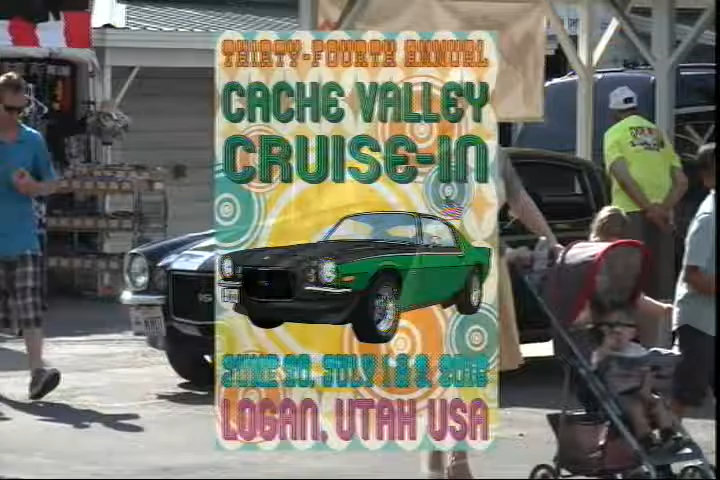 THIRTY-FOURTH ANNUAL
CACHE VALLEY
CRUISE-IN
JUNE 30, JULY 1 & 2, 2016
LOGAN, UTAH USA